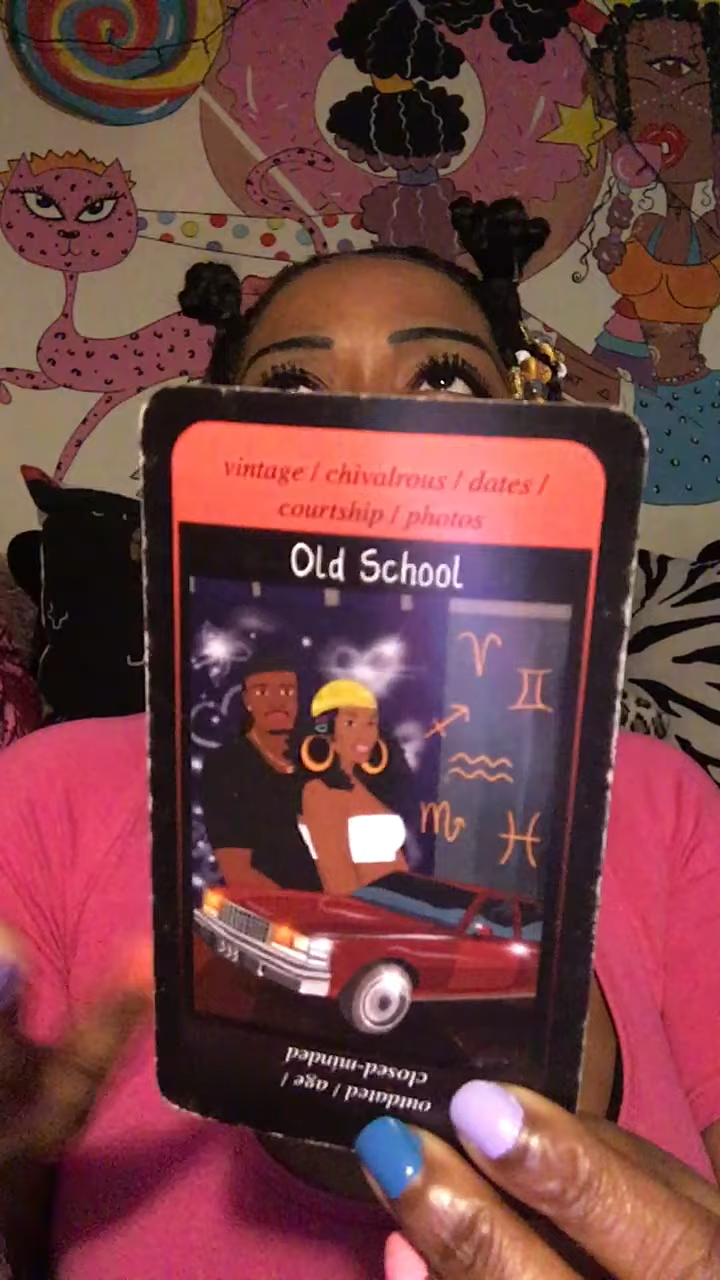 vintage / chivalrous / dates /
courtship / photos
Old School
outdated / age /
closed-minded